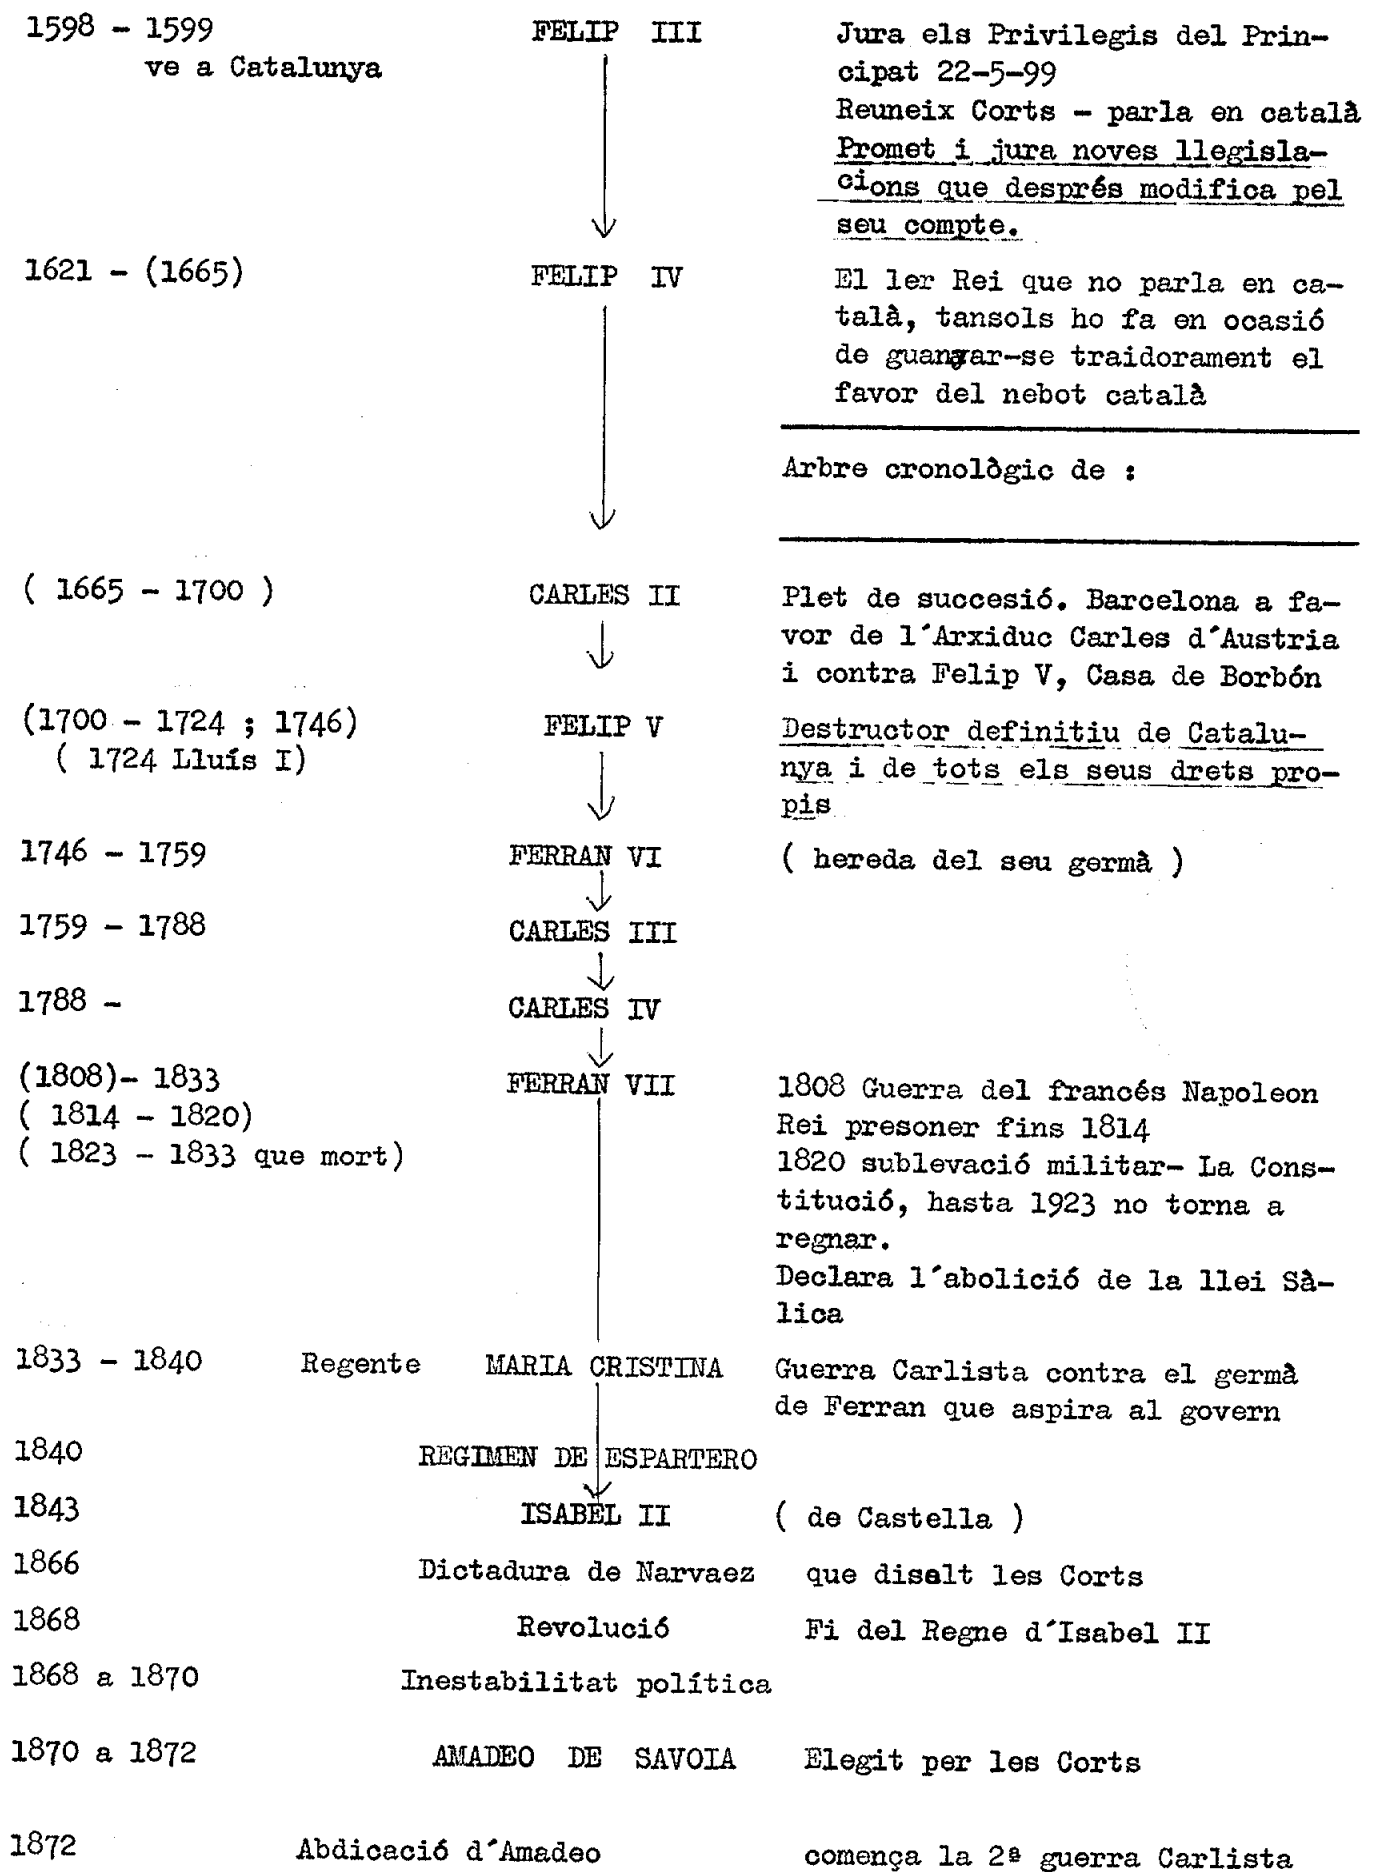 1598 - 1599 FELIP III Jura els Privilegis del Prin-
ve a Catalunya cipat 22-5-99
Reuneix Corts - parla en català
Promet i jura noves llegisla-
cions que després modifica pel
seu compte.
1621 - (1665) FELIP IV El 1er Rei que no parla en ca-
talà, tansols ho fa en ocasió
de guanyar-se traidorament el
favor del nebot català
Arbre cronològic de :
( 1665 - 1700 ) CARLES II Plet de succesió. Barcelona a fa-
vor de l´Arxiduc Carles d´Austria
i contra Felip V, Casa de Borbón
(1700 - 1724 ; 1746) FELIP V Destructor definitiu de Catalu-
( 1724 Lluís I) nya i de tots els seus drets pro-
pis
1746 - 1759 FERRAN VI ( hereda del seu germà )
1759 - 1788 CARLES III
1788 - CARLES IV
(1808)- 1833 FERRAN VII 1808 Guerra del francés Napoleon
( 1814 - 1820) Rei presoner fins 1814
( 1823 - 1833 que mort) 1820 sublevació militar- La Cons-
titució, hasta 1923 no torna a
regnar.
Declara l´abolició de la llei Sà-
lica
1833 - 1840 Regente MARIA CRISTINA Guerra Carlista contra el germà
de Ferran que aspira al govern
1840 REGIMEN DE ESPARTERO
1843 ISABEL II ( de Castella )
1866 Dictadura de Narvaez que disolt les Corts
1868 Revolució Fi del Regne d´Isabel II
1868 a 1870 Inestabilitat política
1870 a 1872 AMADEO DE SAVOIA Elegit per les Corts
1872 Abdicació d´Amadeo comença la 2ª guerra Carlista